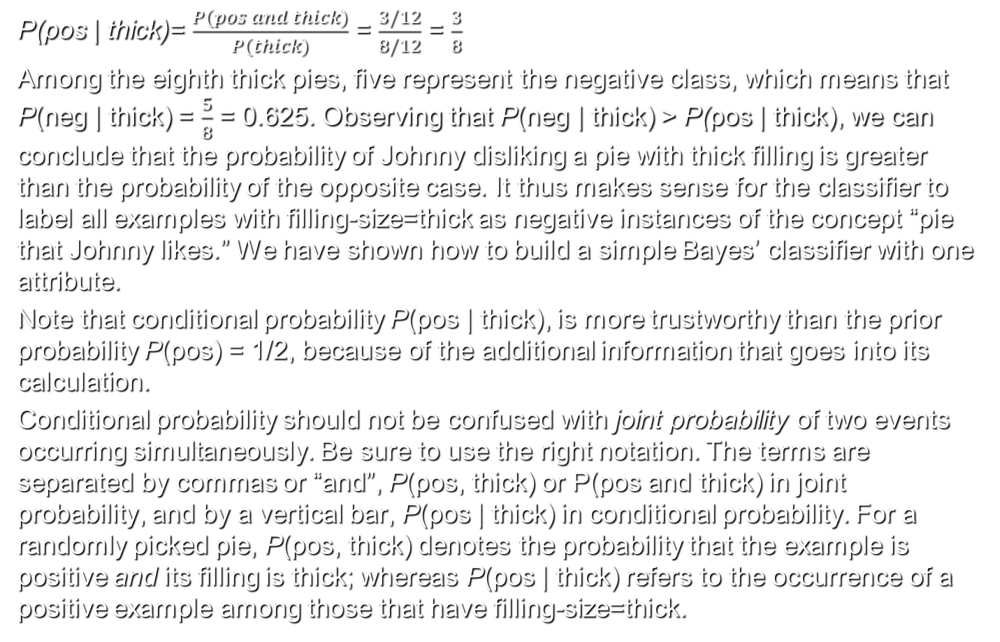 P(pos | thick)= P(pos and thick)/P(thick) = 3/12/8/12 = 3/8
Among the eighth thick pies, five represent the negative class, which means that
P(neg | thick) = 5/8 = 0.625. Observing that P(neg | thick) > P(pos | thick), we can
conclude that the probability of Johnny disliking a pie with thick filling is greater
than the probability of the opposite case. It thus makes sense for the classifier to
label all examples with filling-size=thick as negative instances of the concept “pie
that Johnny likes.” We have shown how to build a simple Bayes’ classifier with one
attribute.
Note that conditional probability P(pos | thick), is more trustworthy than the prior
probability P(pos) = 1/2, because of the additional information that goes into its
calculation.
Conditional probability should not be confused with joint probability of two events
occurring simultaneously. Be sure to use the right notation. The terms are
separated by commas or “and”, P(pos, thick) or P(pos and thick) in joint
probability, and by a vertical bar, P(pos | thick) in conditional probability. For a
randomly picked pie, P(pos, thick) denotes the probability that the example is
positive and its filling is thick; whereas P(pos | thick) refers to the occurrence of a
positive example among those that have filling-size=thick.